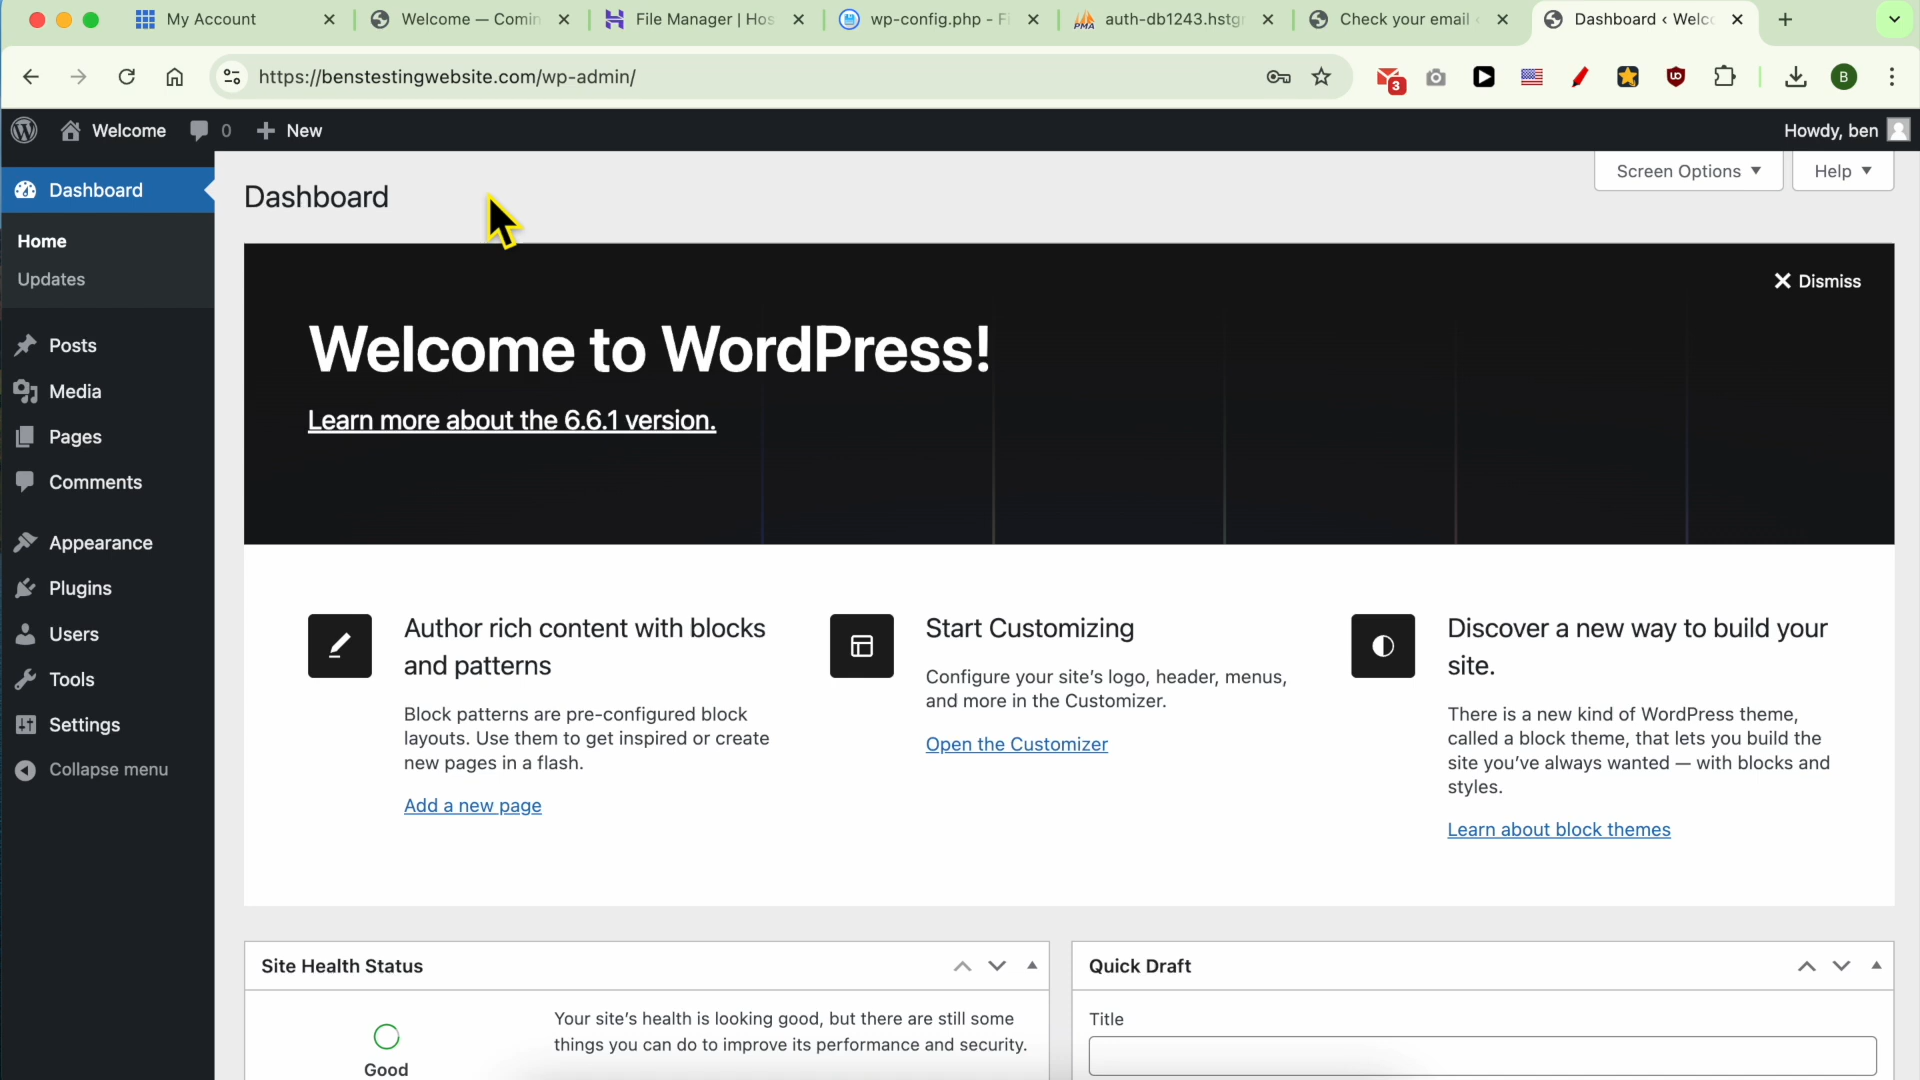 My Account
Welcome — Comin
File Manager | Hos
wp-config.php - Fi
PMA
auth-db1243.hstgr
Check your email ‹
Dashboard ‹ Welc
https://benstestingwebsite.com/wp-admin/
3
B
Welcome
0
New
Howdy, ben
Dashboard
Home
Updates
Posts
Media
Pages
Comments
Appearance
Plugins
Users
Tools
Settings
Collapse menu
Dashboard
Screen Options
Help
Dismiss
Welcome to WordPress!
Learn more about the 6.6.1 version.
Author rich content with blocks
and patterns
Block patterns are pre-configured block
layouts. Use them to get inspired or create
new pages in a flash.
Add a new page
Start Customizing
Configure your site's logo, header, menus,
and more in the Customizer.
Open the Customizer
Discover a new way to build your
site.
There is a new kind of WordPress theme,
called a block theme, that lets you build the
site you've always wanted — with blocks and
styles.
Learn about block themes
Site Health Status
Good
Your site's health is looking good, but there are still some
things you can do to improve its performance and security.
Quick Draft
Title